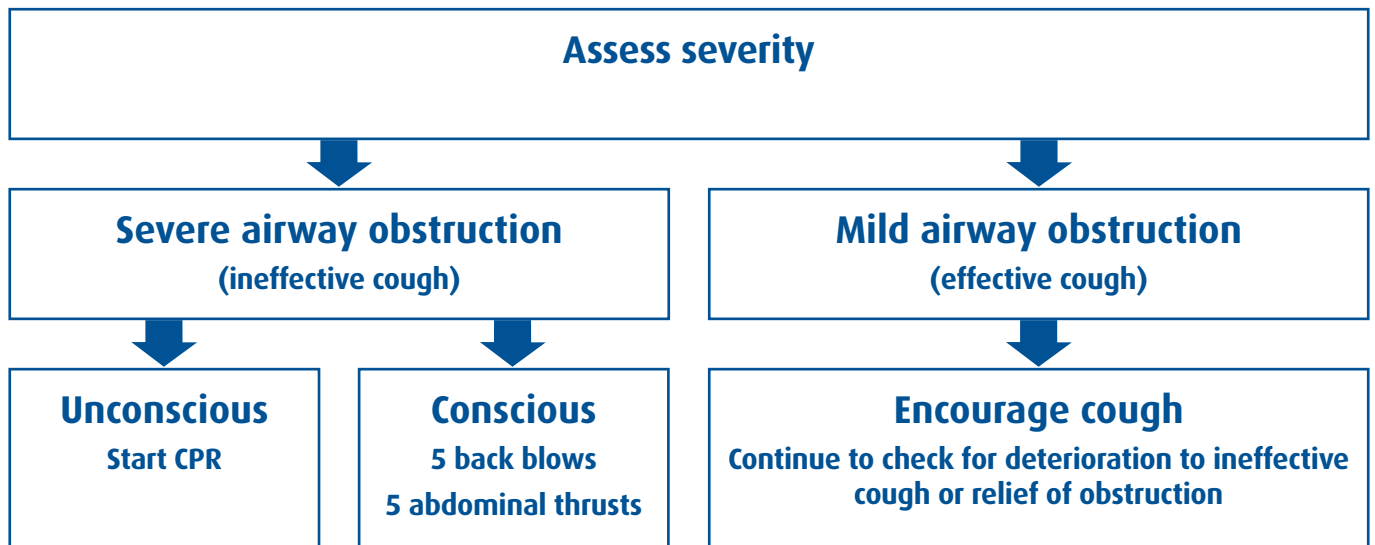 Assess severity
Severe airway obstruction
(ineffective cough)
Mild airway obstruction
(effective cough)
Unconscious
Start CPR
Conscious
5 back blows
5 abdominal thrusts
Encourage cough
Continue to check for deterioration to ineffective
cough or relief of obstruction